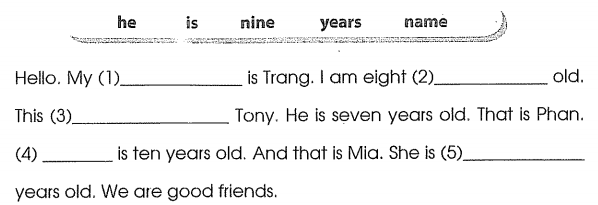 he is nine years name
Hello. My (1)______________ is Trang. I am eight (2)_____________ old.
This (3)__________________ Tony. He is seven years old. That is Phan.
(4) ________ is ten years old. And that is Mia. She is (5)______________
years old. We are good friends.